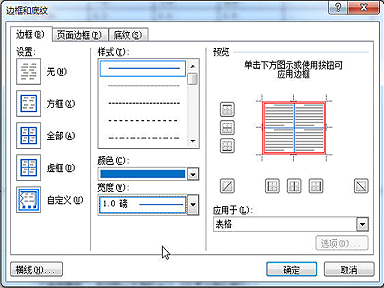 边框和底纹
边框(B) 页面边框(P) 底纹(S)
设置:
无(N)
方框(X)
全部(A)
虚框(D)
自定义(U)
样式(Y):
颜色(C):
宽度(W):
1.0 磅
预览
单击下方图示或使用按钮可
应用边框
应用于(L):
表格
选项(O)...
横线(H)...
确定
取消